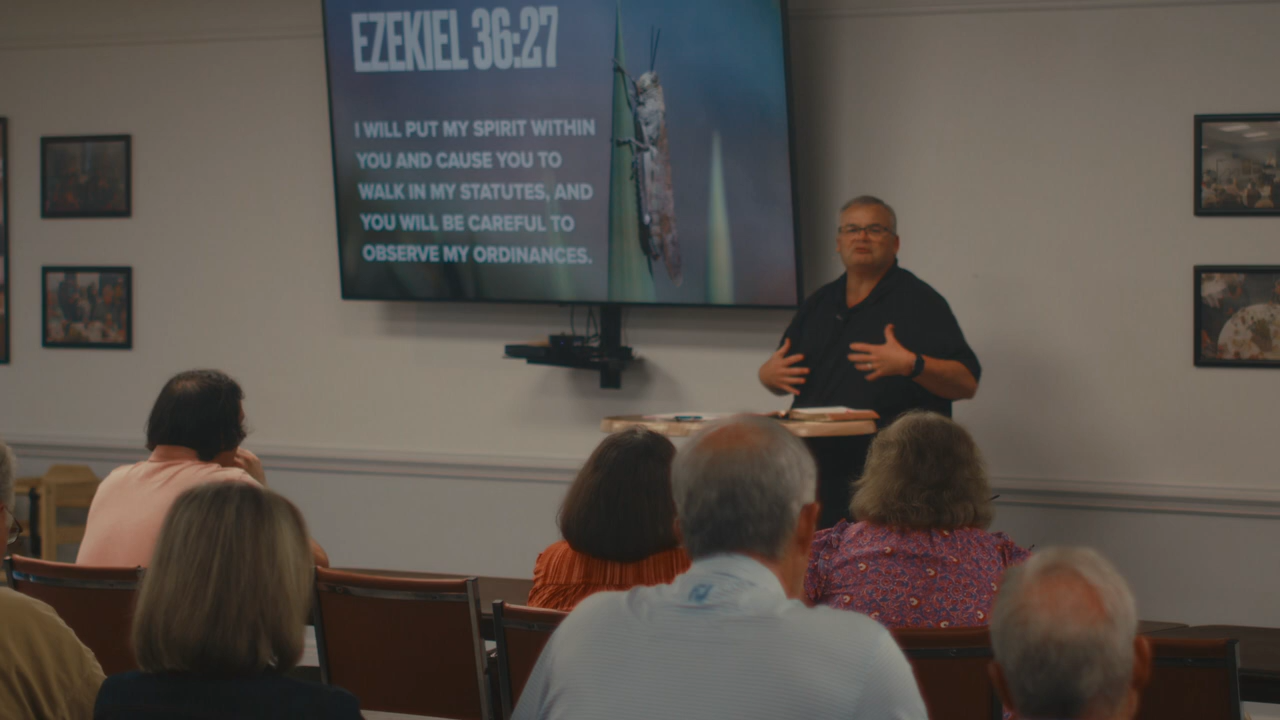 EZEKIEL 36:27
I WILL PUT MY SPIRIT WITHIN
YOU AND CAUSE YOU TO
WALK IN MY STATUTES, AND
YOU WILL BE CAREFUL TO
OBSERVE MY ORDINANCES.